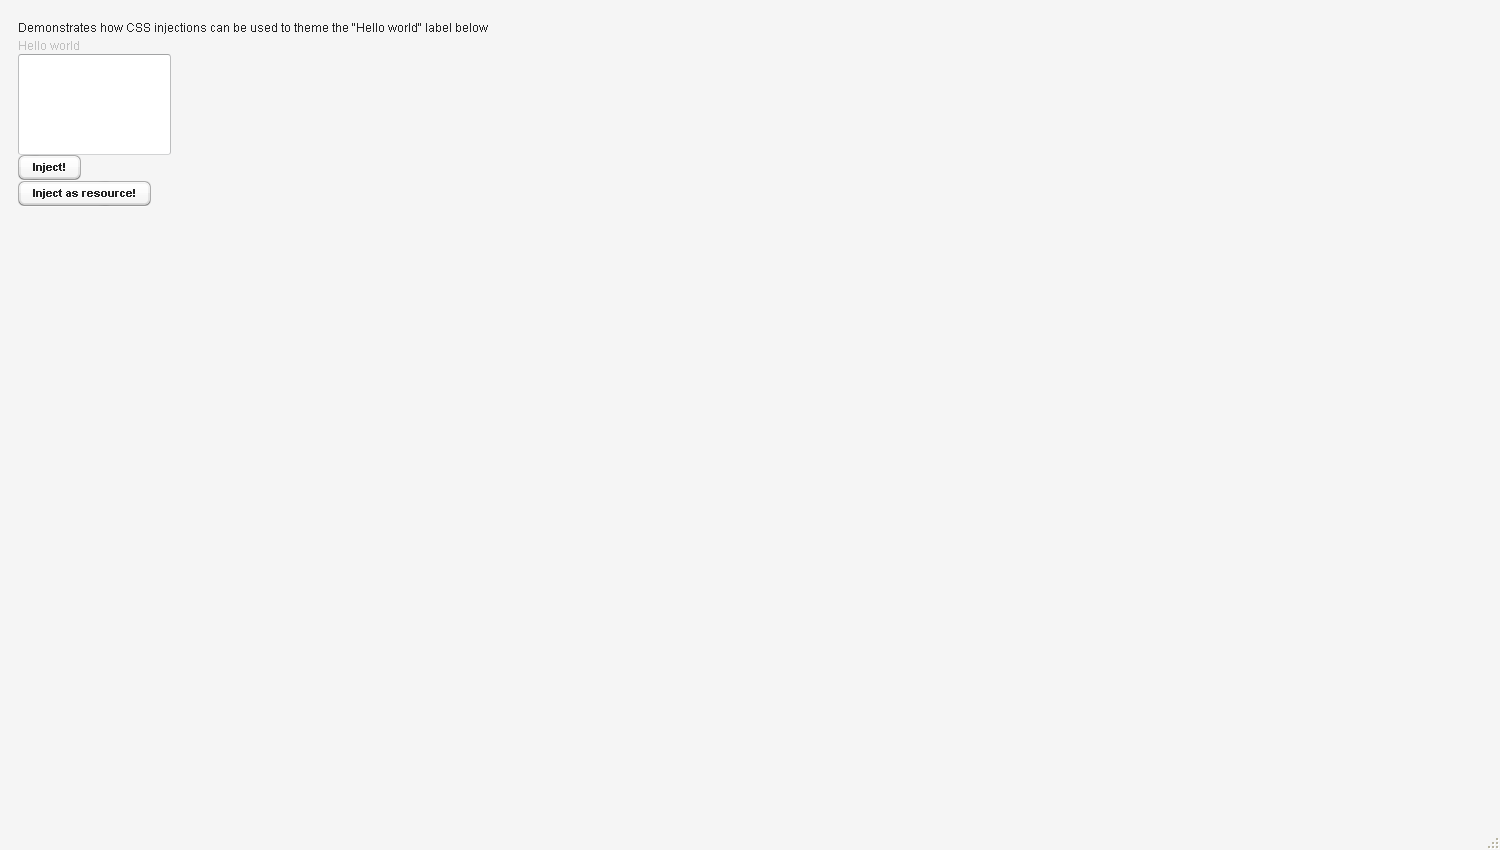 Demonstrates how CSS injections can be used to theme the "Hello world" label below
Hello world
Inject!
Inject as resource!